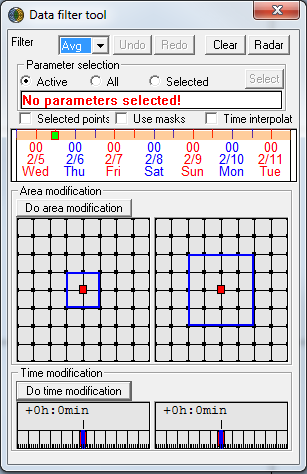 Data filter tool
Filter Avg Undo Redo Clear Radar
Parameter selection
Active All Selected Select
No parameters selected!
Selected points Use masks Time interpolat
00 00 00 00 00 00 00
2/5 2/6 2/7 2/8 2/9 2/10 2/11
Wed Thu Fri Sat Sun Mon Tue
Area modification
Do area modification
Time modification
Do time modification
+0h:0min +0h:0min